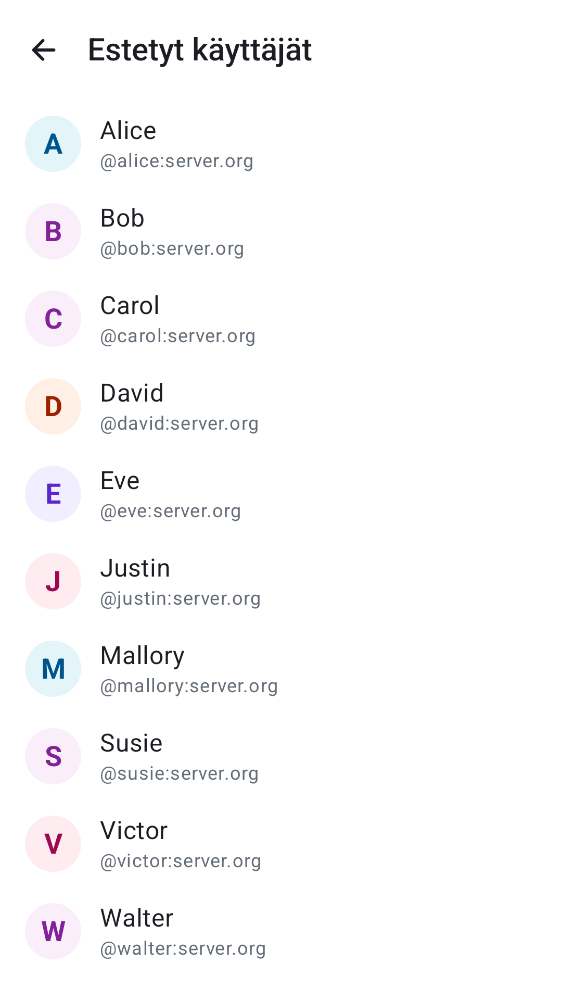 Estetyt käyttäjät
A
Alice
@alice:server.org
B
Bob
@bob:server.org
C
Carol
@carol:server.org
D
David
@david:server.org
E
Eve
@eve:server.org
J
Justin
@justin:server.org
M
Mallory
@mallory:server.org
S
Susie
@susie:server.org
V
Victor
@victor:server.org
W
Walter
@walter:server.org